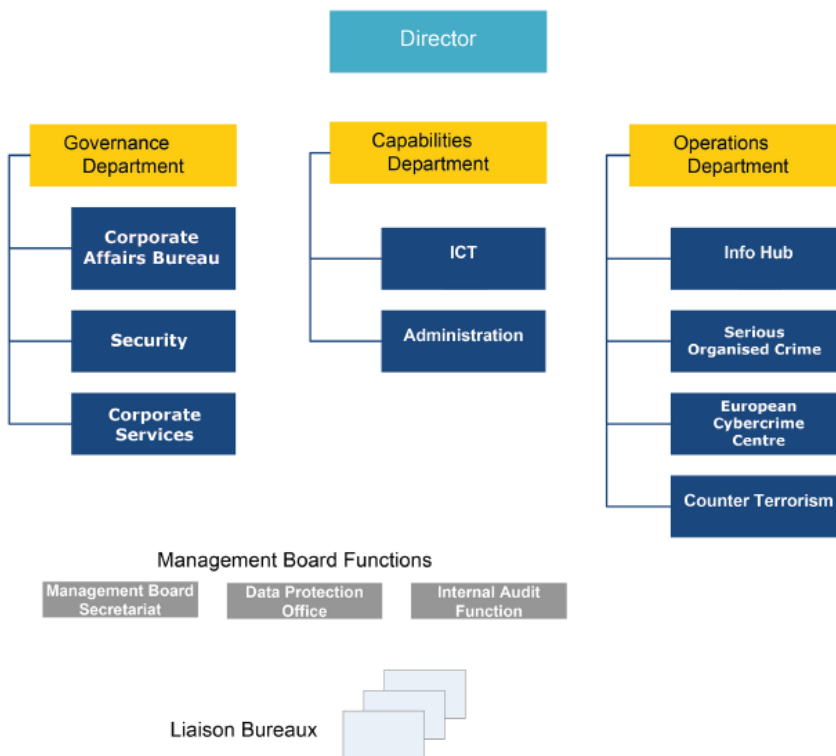 Director
Governance
Department
Corporate
Affairs Bureau
Security
Corporate
Services
Capabilities
Department
ICT
Administration
Operations
Department
Info Hub
Serious
Organised Crime
European
Cybercrime
Centre
Counter Terrorism
Management Board Functions
Management Board
Secretariat
Data Protection
Office
Internal Audit
Function
Liaison Bureaux